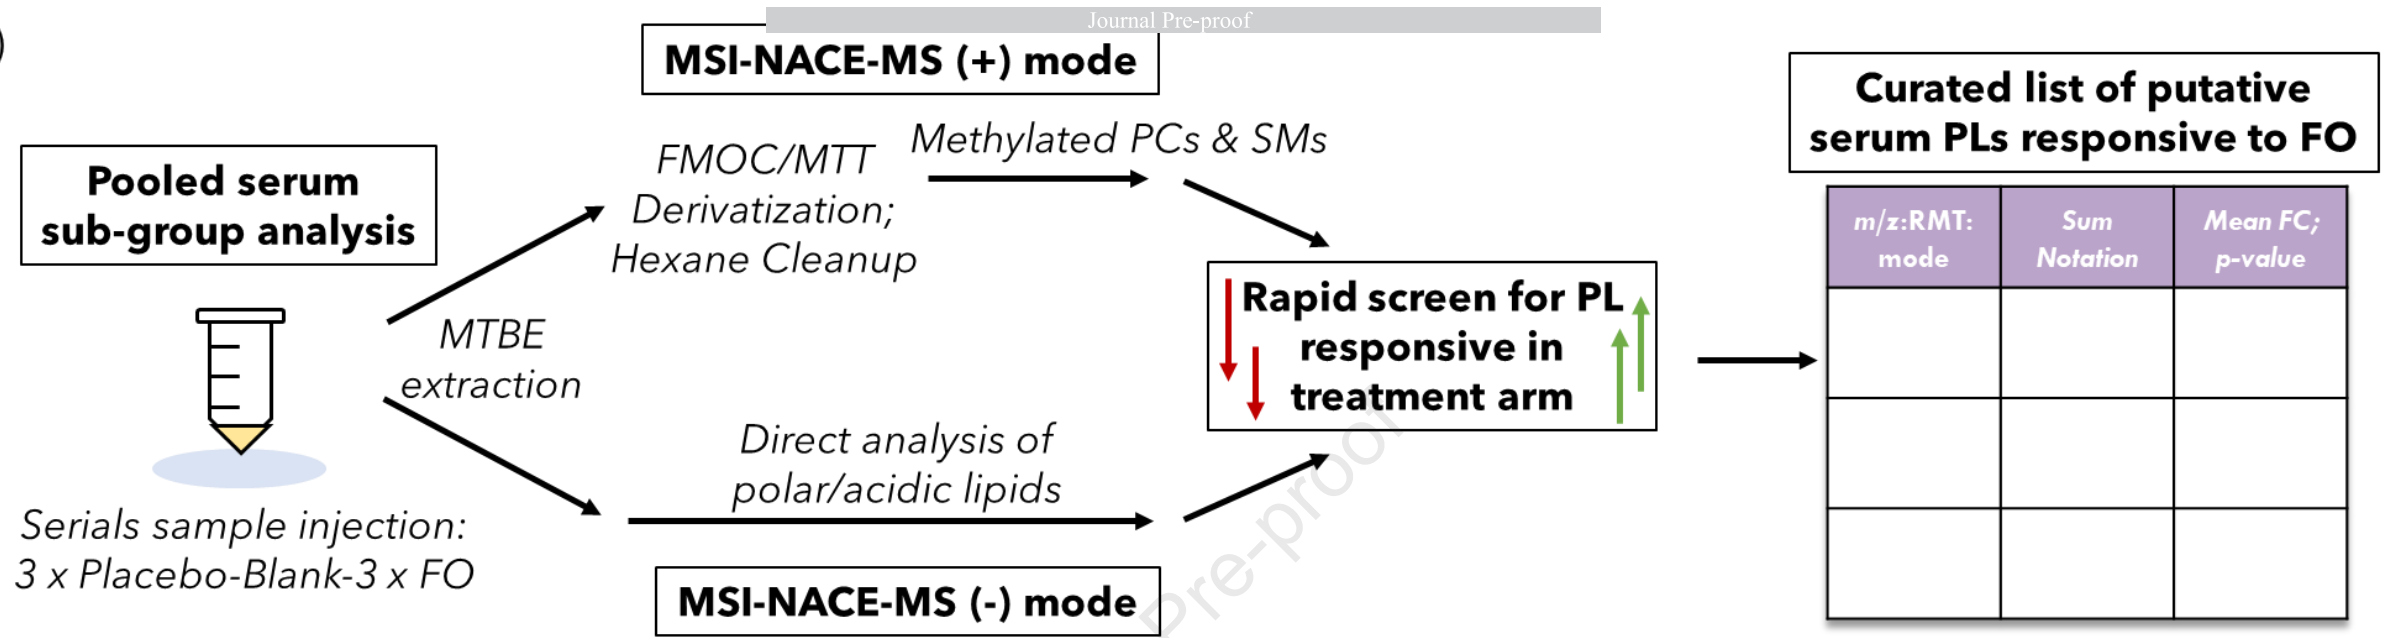 Journal Pre-proof
)
MSI-NACE-MS (+) mode
Pooled serum
sub-group analysis
FMOC/MTT
Derivatization;
Hexane Cleanup
Methylated PCs & SMs
MTBE
extraction
Serials sample injection:
3 x Placebo-Blank-3 x FO
Direct analysis of
polar/acidic lipids
MSI-NACE-MS (-) mode
Rapid screen for PL
responsive in
treatment arm
Curated list of putative
serum PLs responsive to FO
m/z:RMT:
mode
Sum
Notation
Mean FC;
p-value
Pre-proof